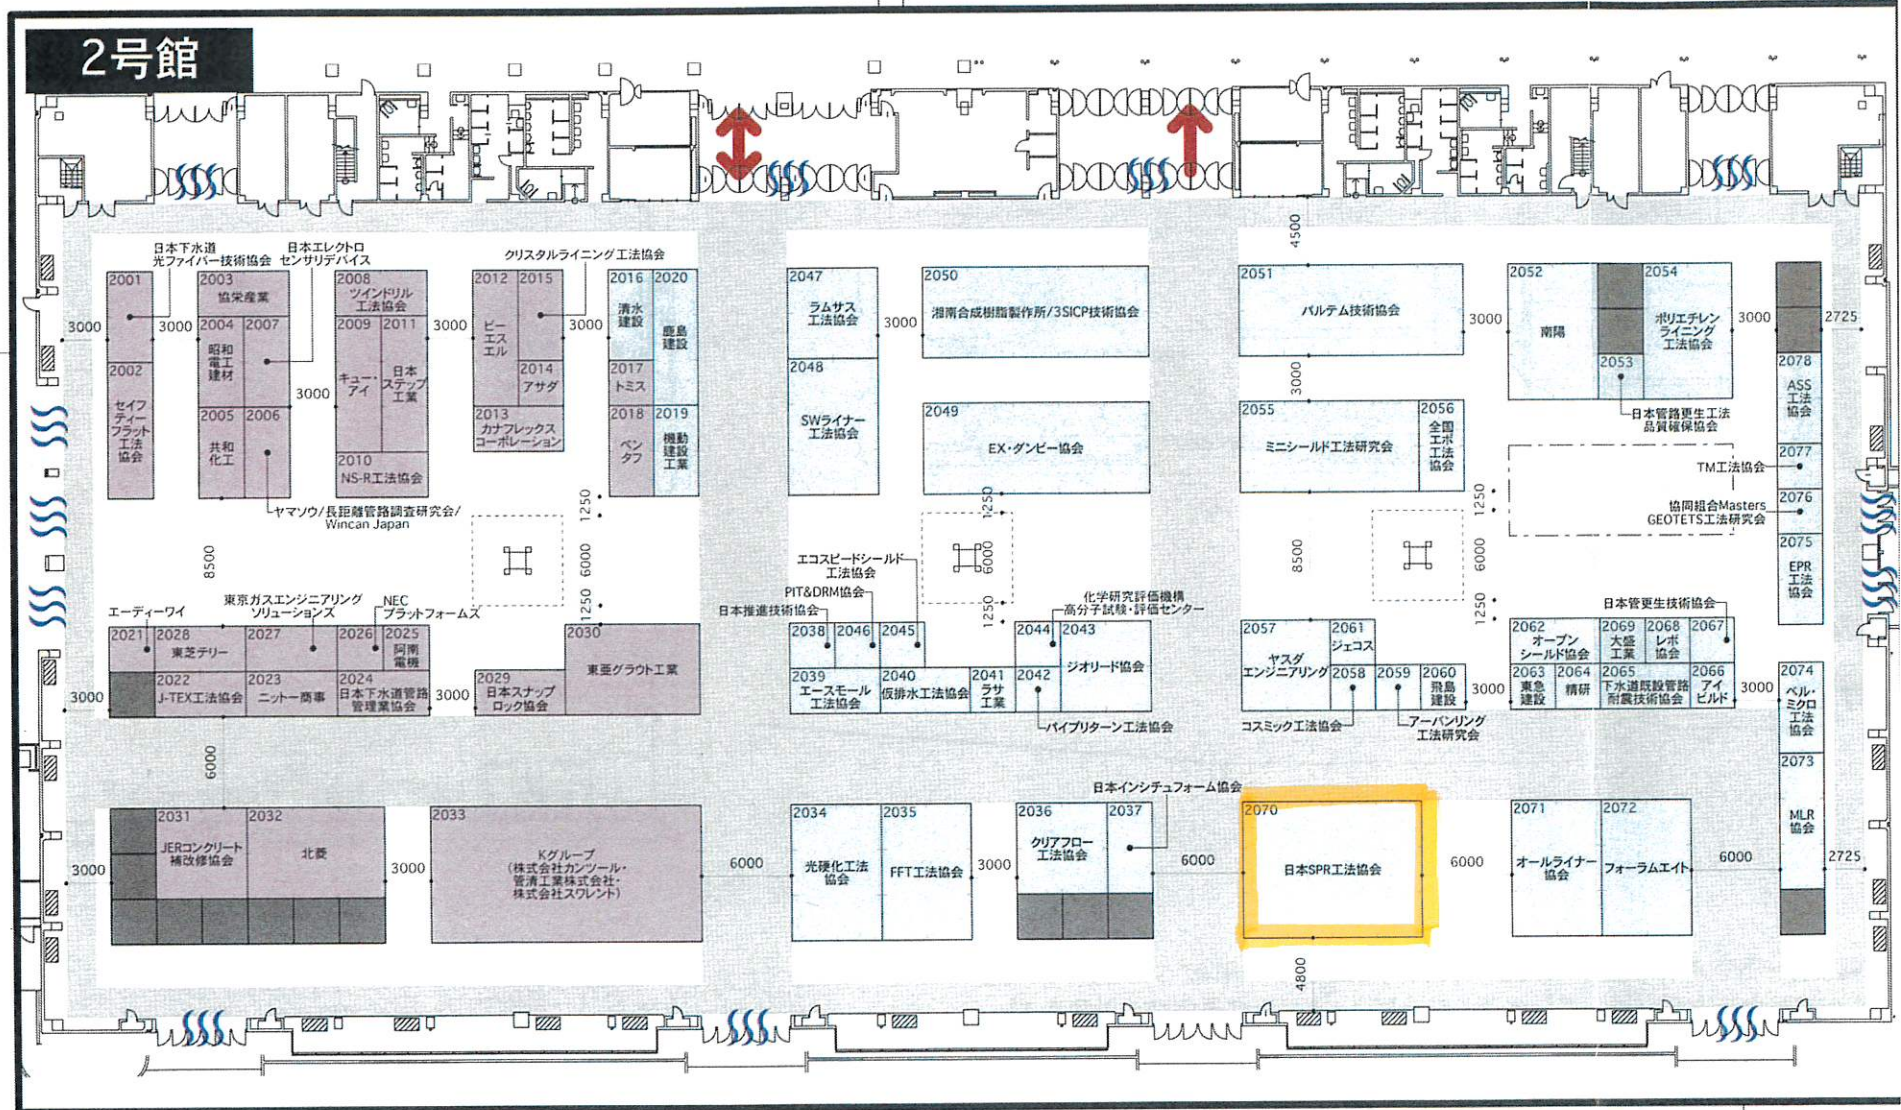 2号館
4500
日本下水道
光ファイバー技術協会
日本エレクトロ
センサリデバイス
クリスタルライニング工法協会
2001
2003
協栄産業
2008
ツインドリル
工法協会
2012
2015
2016
清水
建設
2020
鹿島
建設
2047
ラムサス
工法協会
2050
湘南合成樹脂製作所/3SICP技術協会
2051
パルテム技術協会
2052
南陽
2054
ポリエチレン
ライニング
工法協会
3000
3000
3000
3000
3000
3000
3000
2725
2004
昭和
電工
建材
2007
2009
キュー・
アイ
2011
日本
ステップ
工業
ピー
エス
エル
2002
セイフ
ティー
フラット
工法
協会
2014
アサダ
2017
トミス
2048
SWライナー
工法協会
3000
2053
日本管路更生工法
品質確保協会
2078
ASS
工法
協会
3000
2005
共和
化工
2006
2013
カナフレックス
コーポレーション
2018
ベン
タフ
2019
機動
建設
工業
2049
EX・ダンビー協会
2055
ミニシールド工法研究会
2056
全国
エポ
工法
協会
2010
NS-R工法協会
2077
TM工法協会
2076
協同組合Masters
GEOTETS工法研究会
ヤマソウ/長距離管路調査研究会/
Wincan Japan
1250
1250
1250
8500
6000
6000
8500
6000
2075
EPR
工法
協会
エコスピードシールド
工法協会
PIT&DRM協会
日本推進技術協会
化学研究評価機構
高分子試験・評価センター
1250
1250
1250
エーディーワイ
東京ガスエンジニアリング
ソリューションズ
NEC
プラットフォームズ
日本管更生技術協会
2021
2028
東芝テリー
2027
2026
2025
阿南
電機
2030
東亜グラウト工業
2038
2046
2045
2044
2043
ジオリード協会
2057
ヤスダ
エンジニアリング
2061
ジェコス
2062
オープン
シールド協会
2069
大盛
工業
2068
レボ
協会
2067
2022
J-TEX工法協会
2023
ニットー商事
2024
日本下水道管路
管理業協会
3000
3000
2029
日本スナップ
ロック協会
2039
エースモール
工法協会
2040
仮排水工法協会
2041
ラサ
工業
2042
パイプリターン工法協会
2058
コスミック工法協会
2059
アーバンリング
工法研究会
2060
飛島
建設
3000
2063
東急
建設
2064
精研
2065
下水道既設管路
耐震技術協会
2066
アイ
ビルド
3000
2074
ベル・
ミクロ
工法
協会
6000
日本インシチュフォーム協会
2073
MLR
協会
2031
JERコンクリート
補改修協会
2032
北菱
2033
Kグループ
(株式会社カンツール・
管清工業株式会社・
株式会社スワレント)
2034
光硬化工法
協会
2035
FFT工法協会
2036
クリアフロー
工法協会
2037
2070
日本SPR工法協会
2071
オールライナー
協会
2072
フォーラムエイト
3000
3000
6000
3000
6000
6000
6000
2725
4800